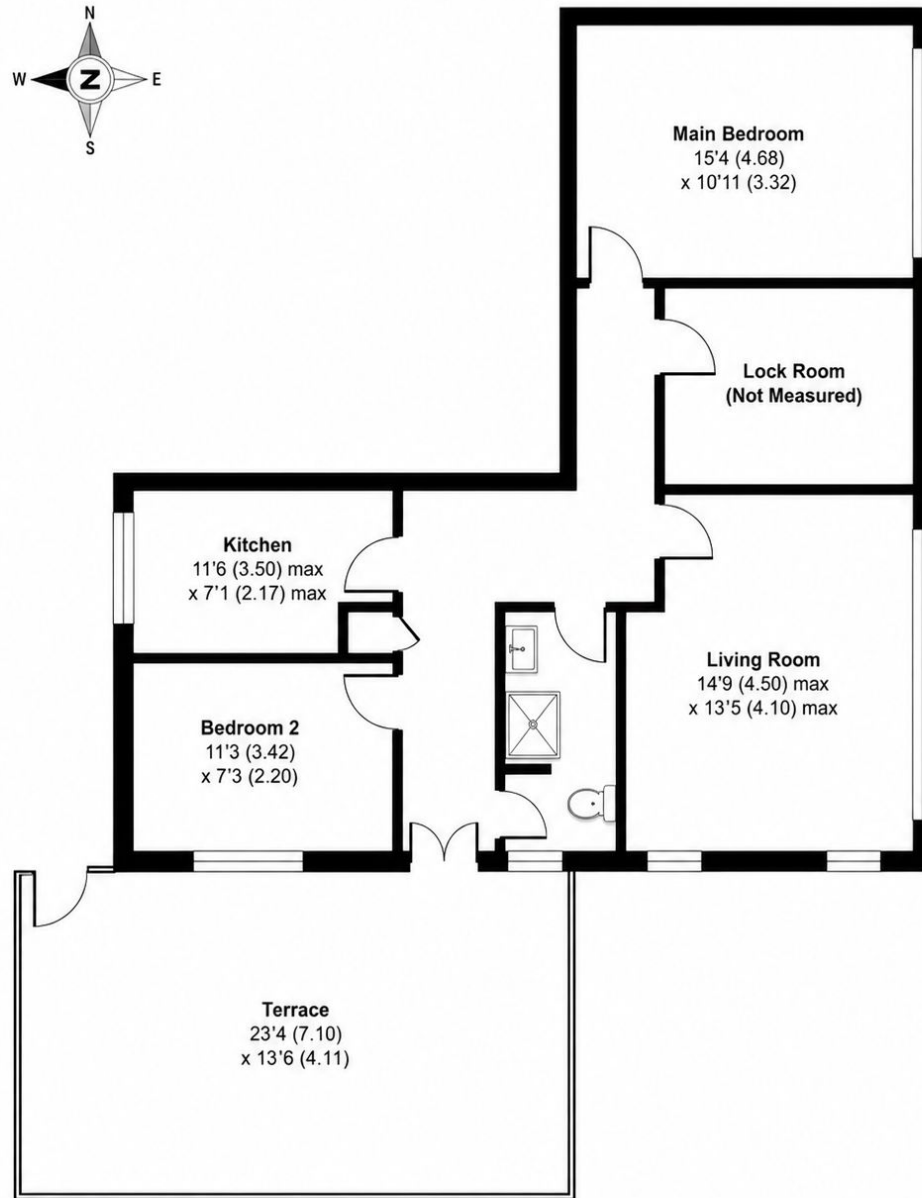 N
W N E
S
Main Bedroom
15'4 (4.68)
x 10'11 (3.32)
Lock Room
(Not Measured)
Kitchen
11'6 (3.50) max
x 7'1 (2.17) max
Living Room
14'9 (4.50) max
x 13'5 (4.10) max
Bedroom 2
11'3 (3.42)
x 7'3 (2.20)
Terrace
23'4 (7.10)
x 13'6 (4.11)